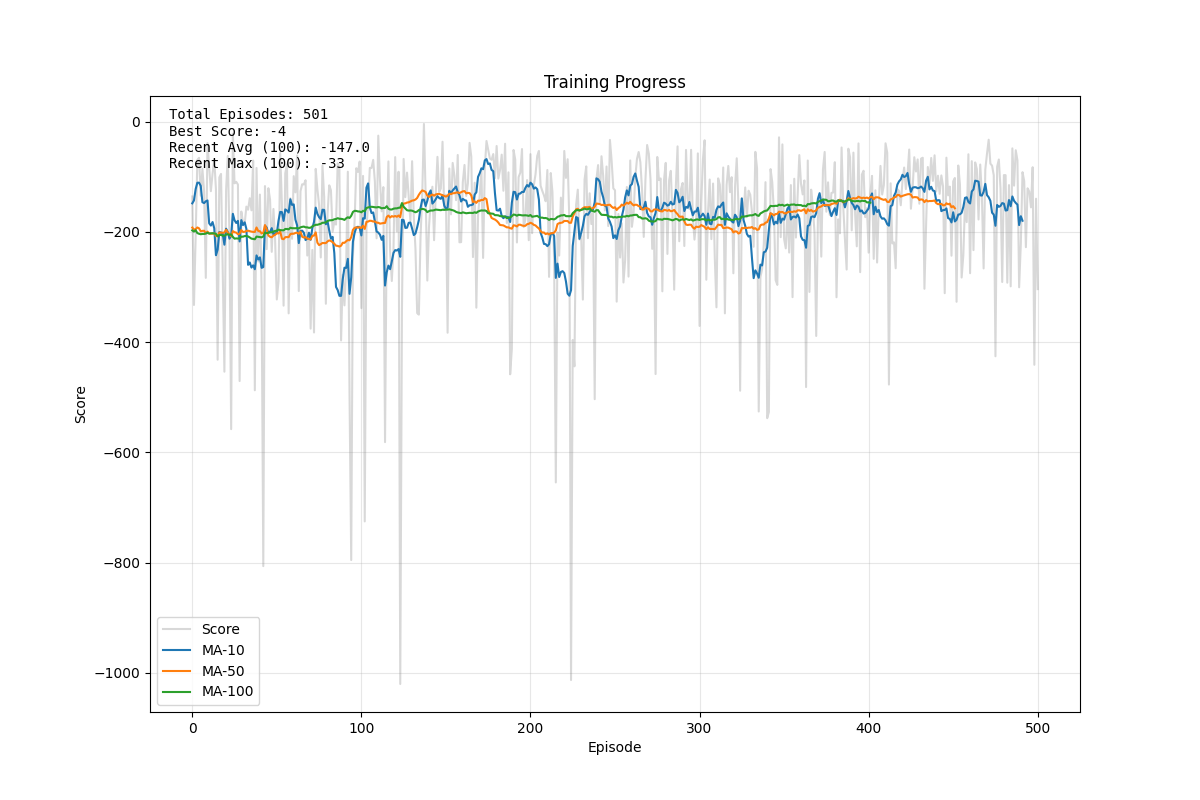 Training Progress
Total Episodes: 501
Best Score: -4
Recent Avg (100): -147.0
Recent Max (100): -33
0
−200
−400
−600
−800
−1000
Score
Score
MA-10
MA-50
MA-100
0
100
200
300
400
500
Episode